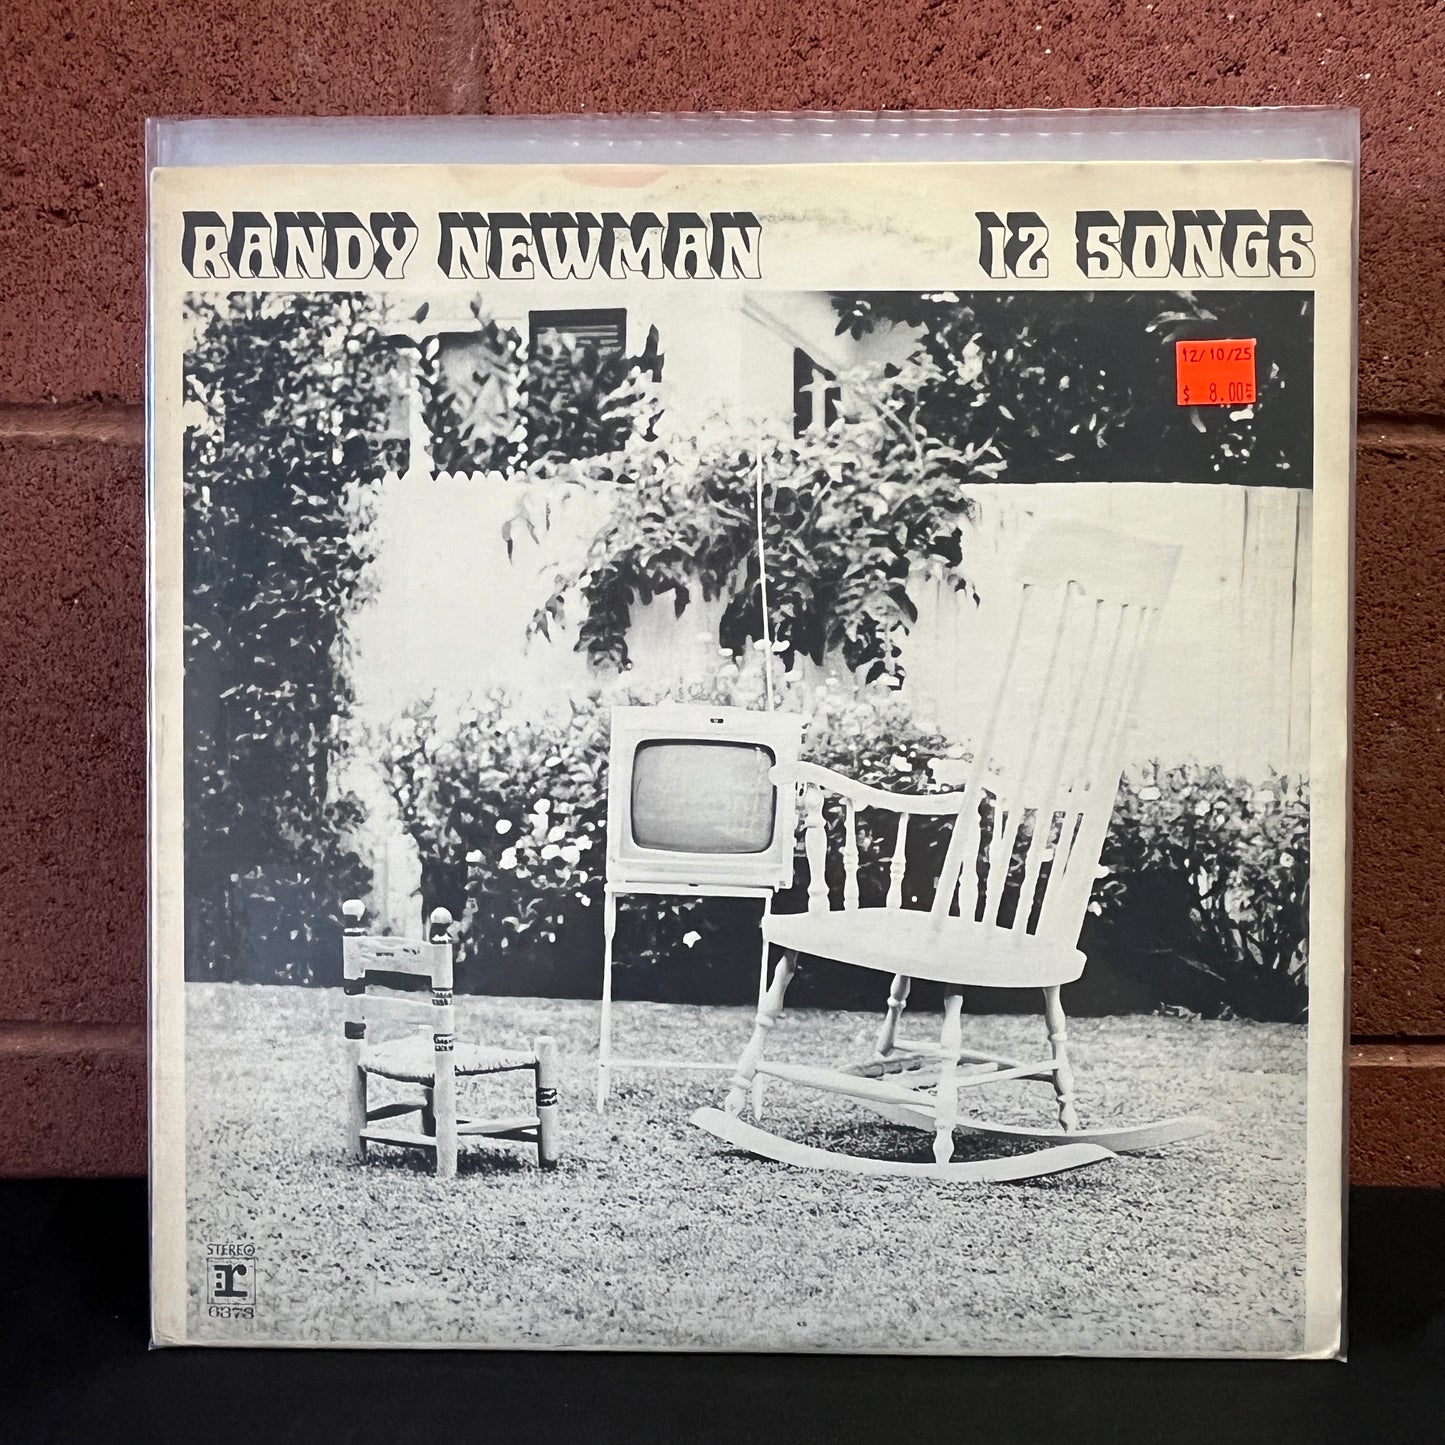 RANDY NEWMAN 12 SONGS
12/10/25
$ 8.00
STEREO
r
6373